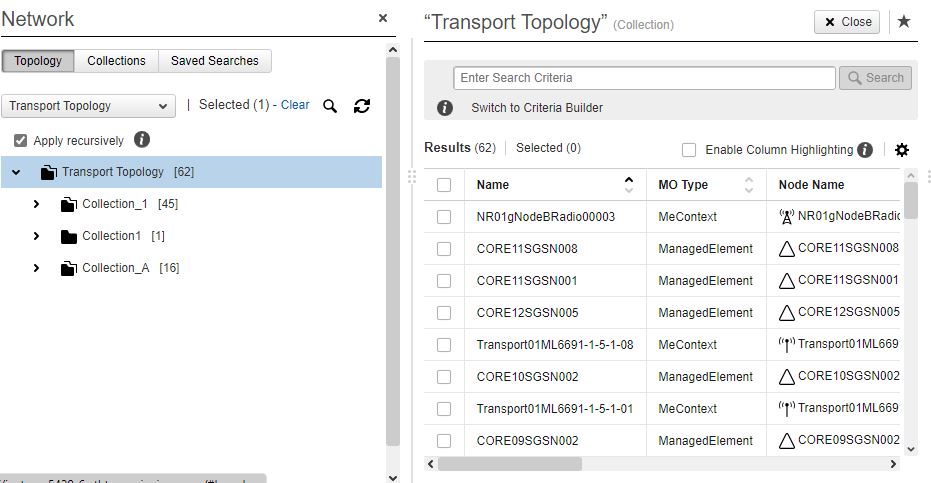 Network
Topology Collections Saved Searches
Transport Topology | Selected (1) - Clear
Apply recursively
Transport Topology [62]
Collection_1 [45]
Collection1 [1]
Collection_A [16]
“Transport Topology” (Collection) Close
Enter Search Criteria Search
Switch to Criteria Builder
Results (62) Selected (0) Enable Column Highlighting
Name MO Type Node Name
NR01gNodeBRadio00003 MeContext NR01gNodeBRadic
CORE11SGSN008 ManagedElement CORE11SGSN008
CORE11SGSN001 ManagedElement CORE11SGSN001
CORE12SGSN005 ManagedElement CORE12SGSN005
Transport01ML6691-1-5-1-08 MeContext Transport01ML669
CORE10SGSN002 ManagedElement CORE10SGSN002
Transport01ML6691-1-5-1-01 MeContext Transport01ML669
CORE09SGSN002 ManagedElement CORE09SGSN002